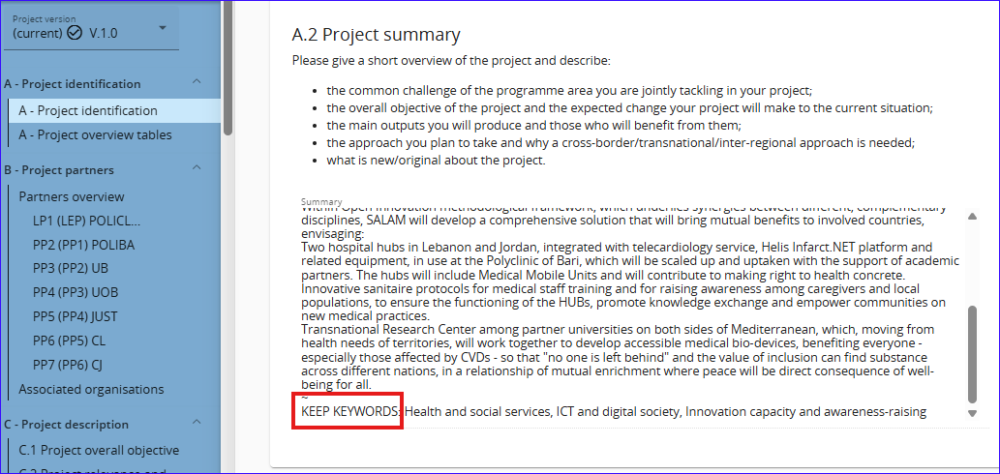 Project version
(current) V.1.0
A - Project identification
A - Project identification
A - Project overview tables
B - Project partners
Partners overview
LP1 (LEP) POLICL...
PP2 (PP1) POLIBA
PP3 (PP2) UB
PP4 (PP3) UOB
PP5 (PP4) JUST
PP6 (PP5) CL
PP7 (PP6) CJ
Associated organisations
C - Project description
C.1 Project overall objective
C.2 Project relevance and
A.2 Project summary
Please give a short overview of the project and describe:
• the common challenge of the programme area you are jointly tackling in your project;
• the overall objective of the project and the expected change your project will make to the current situation;
• the main outputs you will produce and those who will benefit from them;
• the approach you plan to take and why a cross-border/transnational/inter-regional approach is needed;
• what is new/original about the project.
Summary
Within Open Innovation methodological framework, which underlies synergies between different, complementary
disciplines, SALAM will develop a comprehensive solution that will bring mutual benefits to involved countries,
envisaging:
Two hospital hubs in Lebanon and Jordan, integrated with telecardiology service, Helis Infarct.NET platform and
related equipment, in use at the Polyclinic of Bari, which will be scaled up and uptaken with the support of academic
partners. The hubs will include Medical Mobile Units and will contribute to making right to health concrete.
Innovative sanitaire protocols for medical staff training and for raising awareness among caregivers and local
populations, to ensure the functioning of the HUBs, promote knowledge exchange and empower communities on
new medical practices.
Transnational Research Center among partner universities on both sides of Mediterranean, which, moving from
health needs of territories, will work together to develop accessible medical bio-devices, benefiting everyone -
especially those affected by CVDs - so that "no one is left behind" and the value of inclusion can find substance
across different nations, in a relationship of mutual enrichment where peace will be direct consequence of well-
being for all.
~
KEEP KEYWORDS: Health and social services, ICT and digital society, Innovation capacity and awareness-raising